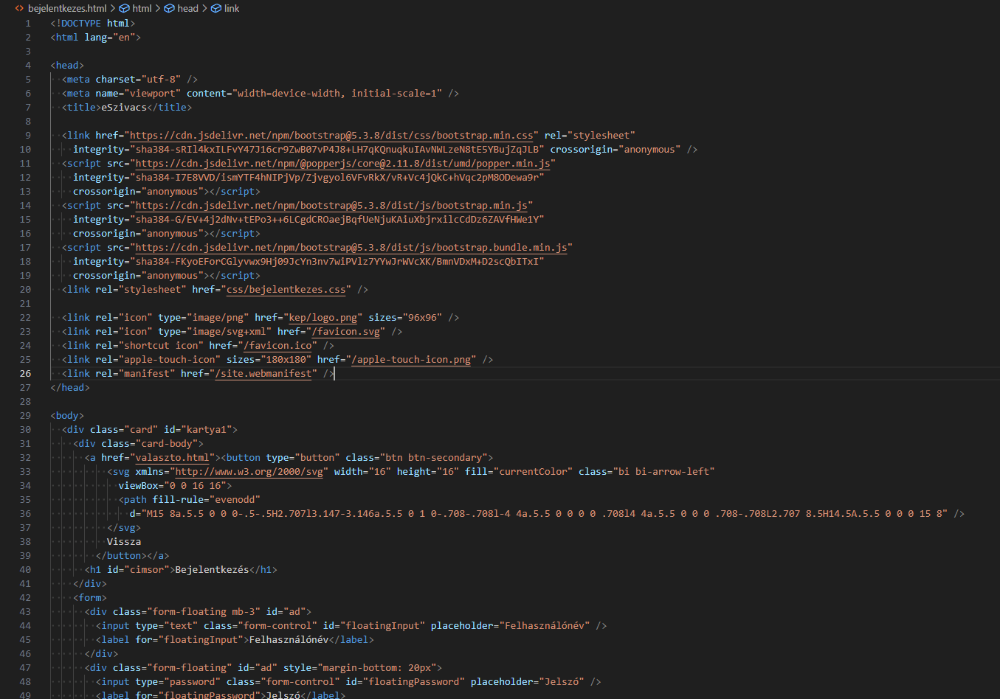 bejelentkezes.html > html > head > link
1 <!DOCTYPE html>
2 <html lang="en">
3
4 <head>
5 <meta charset="utf-8" />
6 <meta name="viewport" content="width=device-width, initial-scale=1" />
7 <title>eSzivacs</title>
8
9 <link href="https://cdn.jsdelivr.net/npm/bootstrap@5.3.8/dist/css/bootstrap.min.css" rel="stylesheet"
10 integrity="sha384-sRIl4kxILFvY47J16cr9ZwB07vP4J8+LH7qKQnuqkuIAvNWLzeN8tE5YBujZqJLB" crossorigin="anonymous" />
11 <script src="https://cdn.jsdelivr.net/npm/@popperjs/core@2.11.8/dist/umd/popper.min.js"
12 integrity="sha384-I7E8VVD/ismYTF4hNIPjVp/Zjvgyol6VFvRkX/vR+Vc4jQkC+hVqc2pM8ODewa9r"
13 crossorigin="anonymous"></script>
14 <script src="https://cdn.jsdelivr.net/npm/bootstrap@5.3.8/dist/js/bootstrap.min.js"
15 integrity="sha384-G/EV+4j2dNv+tEPo3++6LCgdCROaejBqfUeNjuKAiuXbjrxilcCdDz6ZAVfHWe1Y"
16 crossorigin="anonymous"></script>
17 <script src="https://cdn.jsdelivr.net/npm/bootstrap@5.3.8/dist/js/bootstrap.bundle.min.js"
18 integrity="sha384-FKyoEForCGlyvwx9Hj09JcYn3nv7wiPVlz7YYwJrWVcXK/BmnVDxM+D2scQbITxI"
19 crossorigin="anonymous"></script>
20 <link rel="stylesheet" href="css/bejelentkezes.css" />
21
22 <link rel="icon" type="image/png" href="kep/logo.png" sizes="96x96" />
23 <link rel="icon" type="image/svg+xml" href="/favicon.svg" />
24 <link rel="shortcut icon" href="/favicon.ico" />
25 <link rel="apple-touch-icon" sizes="180x180" href="/apple-touch-icon.png" />
26 <link rel="manifest" href="/site.webmanifest" />
27 </head>
28
29 <body>
30 <div class="card" id="kartya1">
31 <div class="card-body">
32 <a href="valaszto.html"><button type="button" class="btn btn-secondary">
33 <svg xmlns="http://www.w3.org/2000/svg" width="16" height="16" fill="currentColor" class="bi bi-arrow-left"
34 viewBox="0 0 16 16">
35 <path fill-rule="evenodd"
36 d="M15 8a.5.5 0 0 0-.5-.5H2.707l3.147-3.146a.5.5 0 1 0-.708-.708l-4 4a.5.5 0 0 0 0 .708l4 4a.5.5 0 0 0 .708-.708L2.707 8.5H14.5A.5.5 0 0 0 15 8" />
37 </svg>
38 Vissza
39 </button></a>
40 <h1 id="cimsor">Bejelentkezés</h1>
41 </div>
42 <form>
43 <div class="form-floating mb-3" id="ad">
44 <input type="text" class="form-control" id="floatingInput" placeholder="Felhasználónév" />
45 <label for="floatingInput">Felhasználónév</label>
46 </div>
47 <div class="form-floating" id="ad" style="margin-bottom: 20px">
48 <input type="password" class="form-control" id="floatingPassword" placeholder="Jelszó" />
49 <label for="floatingPassword">Jelszó</label>